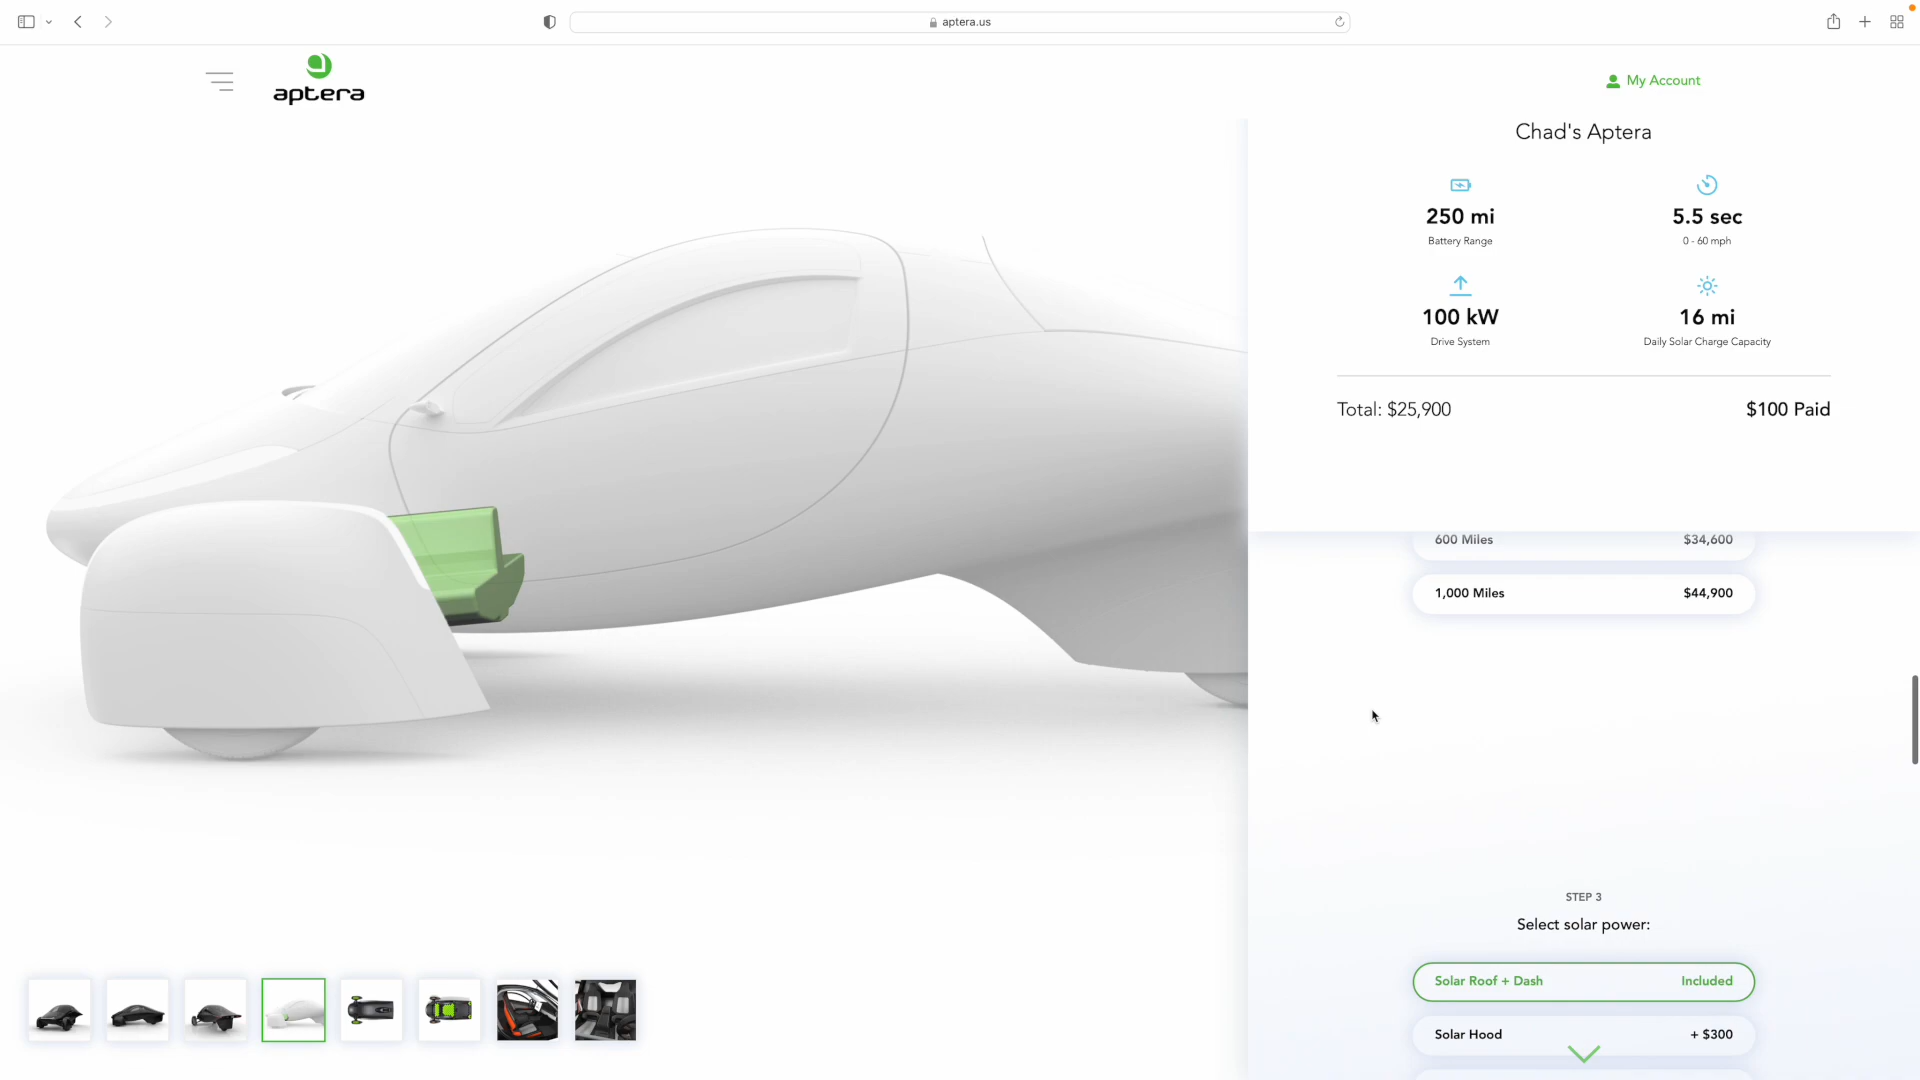 aptera.us
aptera
My Account
Chad's Aptera
250 mi
Battery Range
5.5 sec
0 - 60 mph
100 kW
Drive System
16 mi
Daily Solar Charge Capacity
Total: $25,900
$100 Paid
600 Miles $34,600
1,000 Miles $44,900
STEP 3
Select solar power:
Solar Roof + Dash Included
Solar Hood + $300